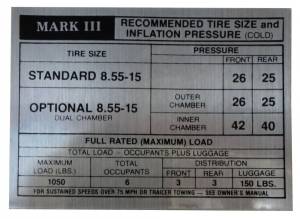 MARK III
RECOMMENDED TIRE SIZE and
INFLATION PRESSURE (COLD)
TIRE SIZE
PRESSURE
FRONT REAR
STANDARD 8.55-15
26 25
OPTIONAL 8.55-15
DUAL CHAMBER
OUTER
CHAMBER
26 25
INNER
CHAMBER
42 40
FULL RATED (MAXIMUM) LOAD
TOTAL LOAD - OCCUPANTS PLUS LUGGAGE
MAXIMUM
LOAD (LBS.)
TOTAL
OCCUPANTS
DISTRIBUTION
FRONT REAR LUGGAGE
1050 6 3 3 150 LBS.
FOR SUSTAINED SPEEDS OVER 75 MPH OR TRAILER TOWING — SEE OWNER'S MANUAL